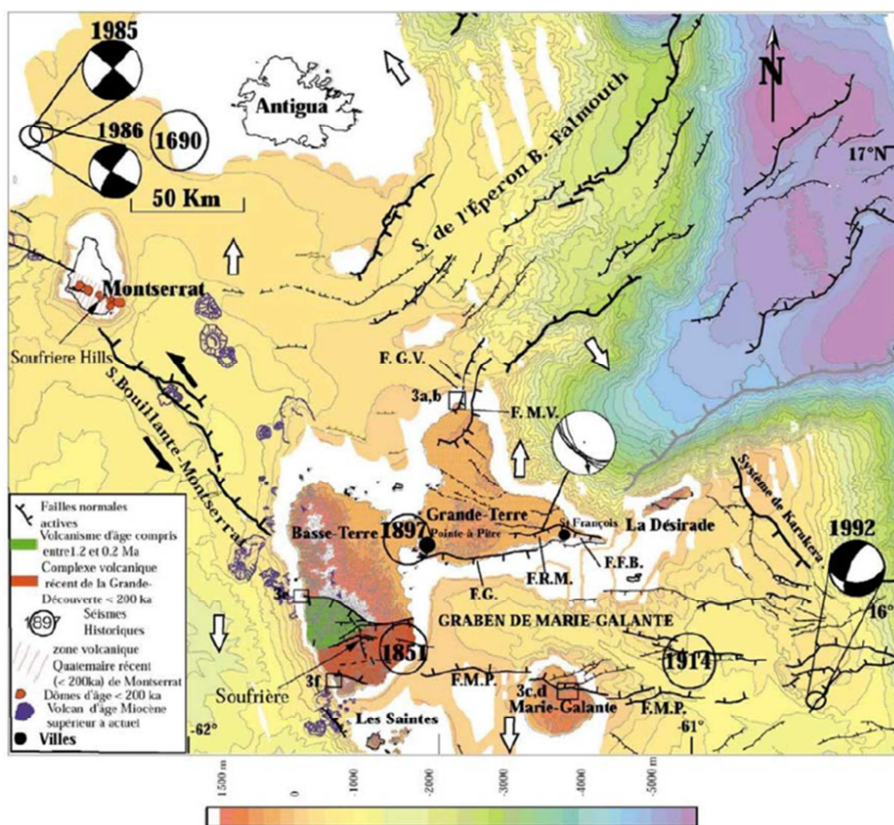 1985
Antigua
1986
1690
50 Km
S. de l'Éperon B.-Falmouth
N
17°N
Montserrat
Soufriere Hills
S.Bouillante-Montserrat
F. G.V.
3a,b
F. M.V.
Système de Karukera
1992
Grande-Terre
Basse-Terre
1897
Pointe-à-Pitre
St.François
La Désirade
F.F.B.
F.R.M.
F.G.
16°
GRABEN DE MARIE-GALANTE
1851
1914
Soufrière
3f
F.M.P.
3c,d
Marie-Galante
F.M.P.
Les Saintes
-62°
-61°
Failles normales
actives
Volcanisme d'âge compris
entre1.2 et 0.2 Ma
Complexe volcanique
récent de la Grande-
Découverte < 200 ka
1897
Séismes
Historiques
zone volcanique
Quaternaire récent
(< 200ka) de Montserrat
Dômes d'âge < 200 ka
Volcan d'âge Miocène
supérieur à actuel
Villes
1500 m
0
-1000
-2000
-3000
-4000
-5000 m